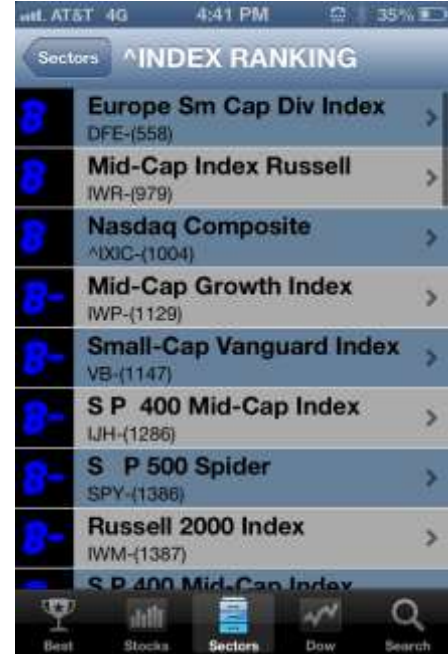 AT&T 4G 4:41 PM 35%
Sectors ^INDEX RANKING
8 Europe Sm Cap Div Index
DFE-(558)
8 Mid-Cap Index Russell
IWR-(979)
8 Nasdaq Composite
^IXIC-(1004)
8- Mid-Cap Growth Index
IWP-(1129)
8- Small-Cap Vanguard Index
VB-(1147)
8- S P 400 Mid-Cap Index
IJH-(1286)
8- S P 500 Spider
SPY-(1386)
8- Russell 2000 Index
IWM-(1387)
8- S P 400 Mid-Cap Index
Best Stocks Sectors Dow Search